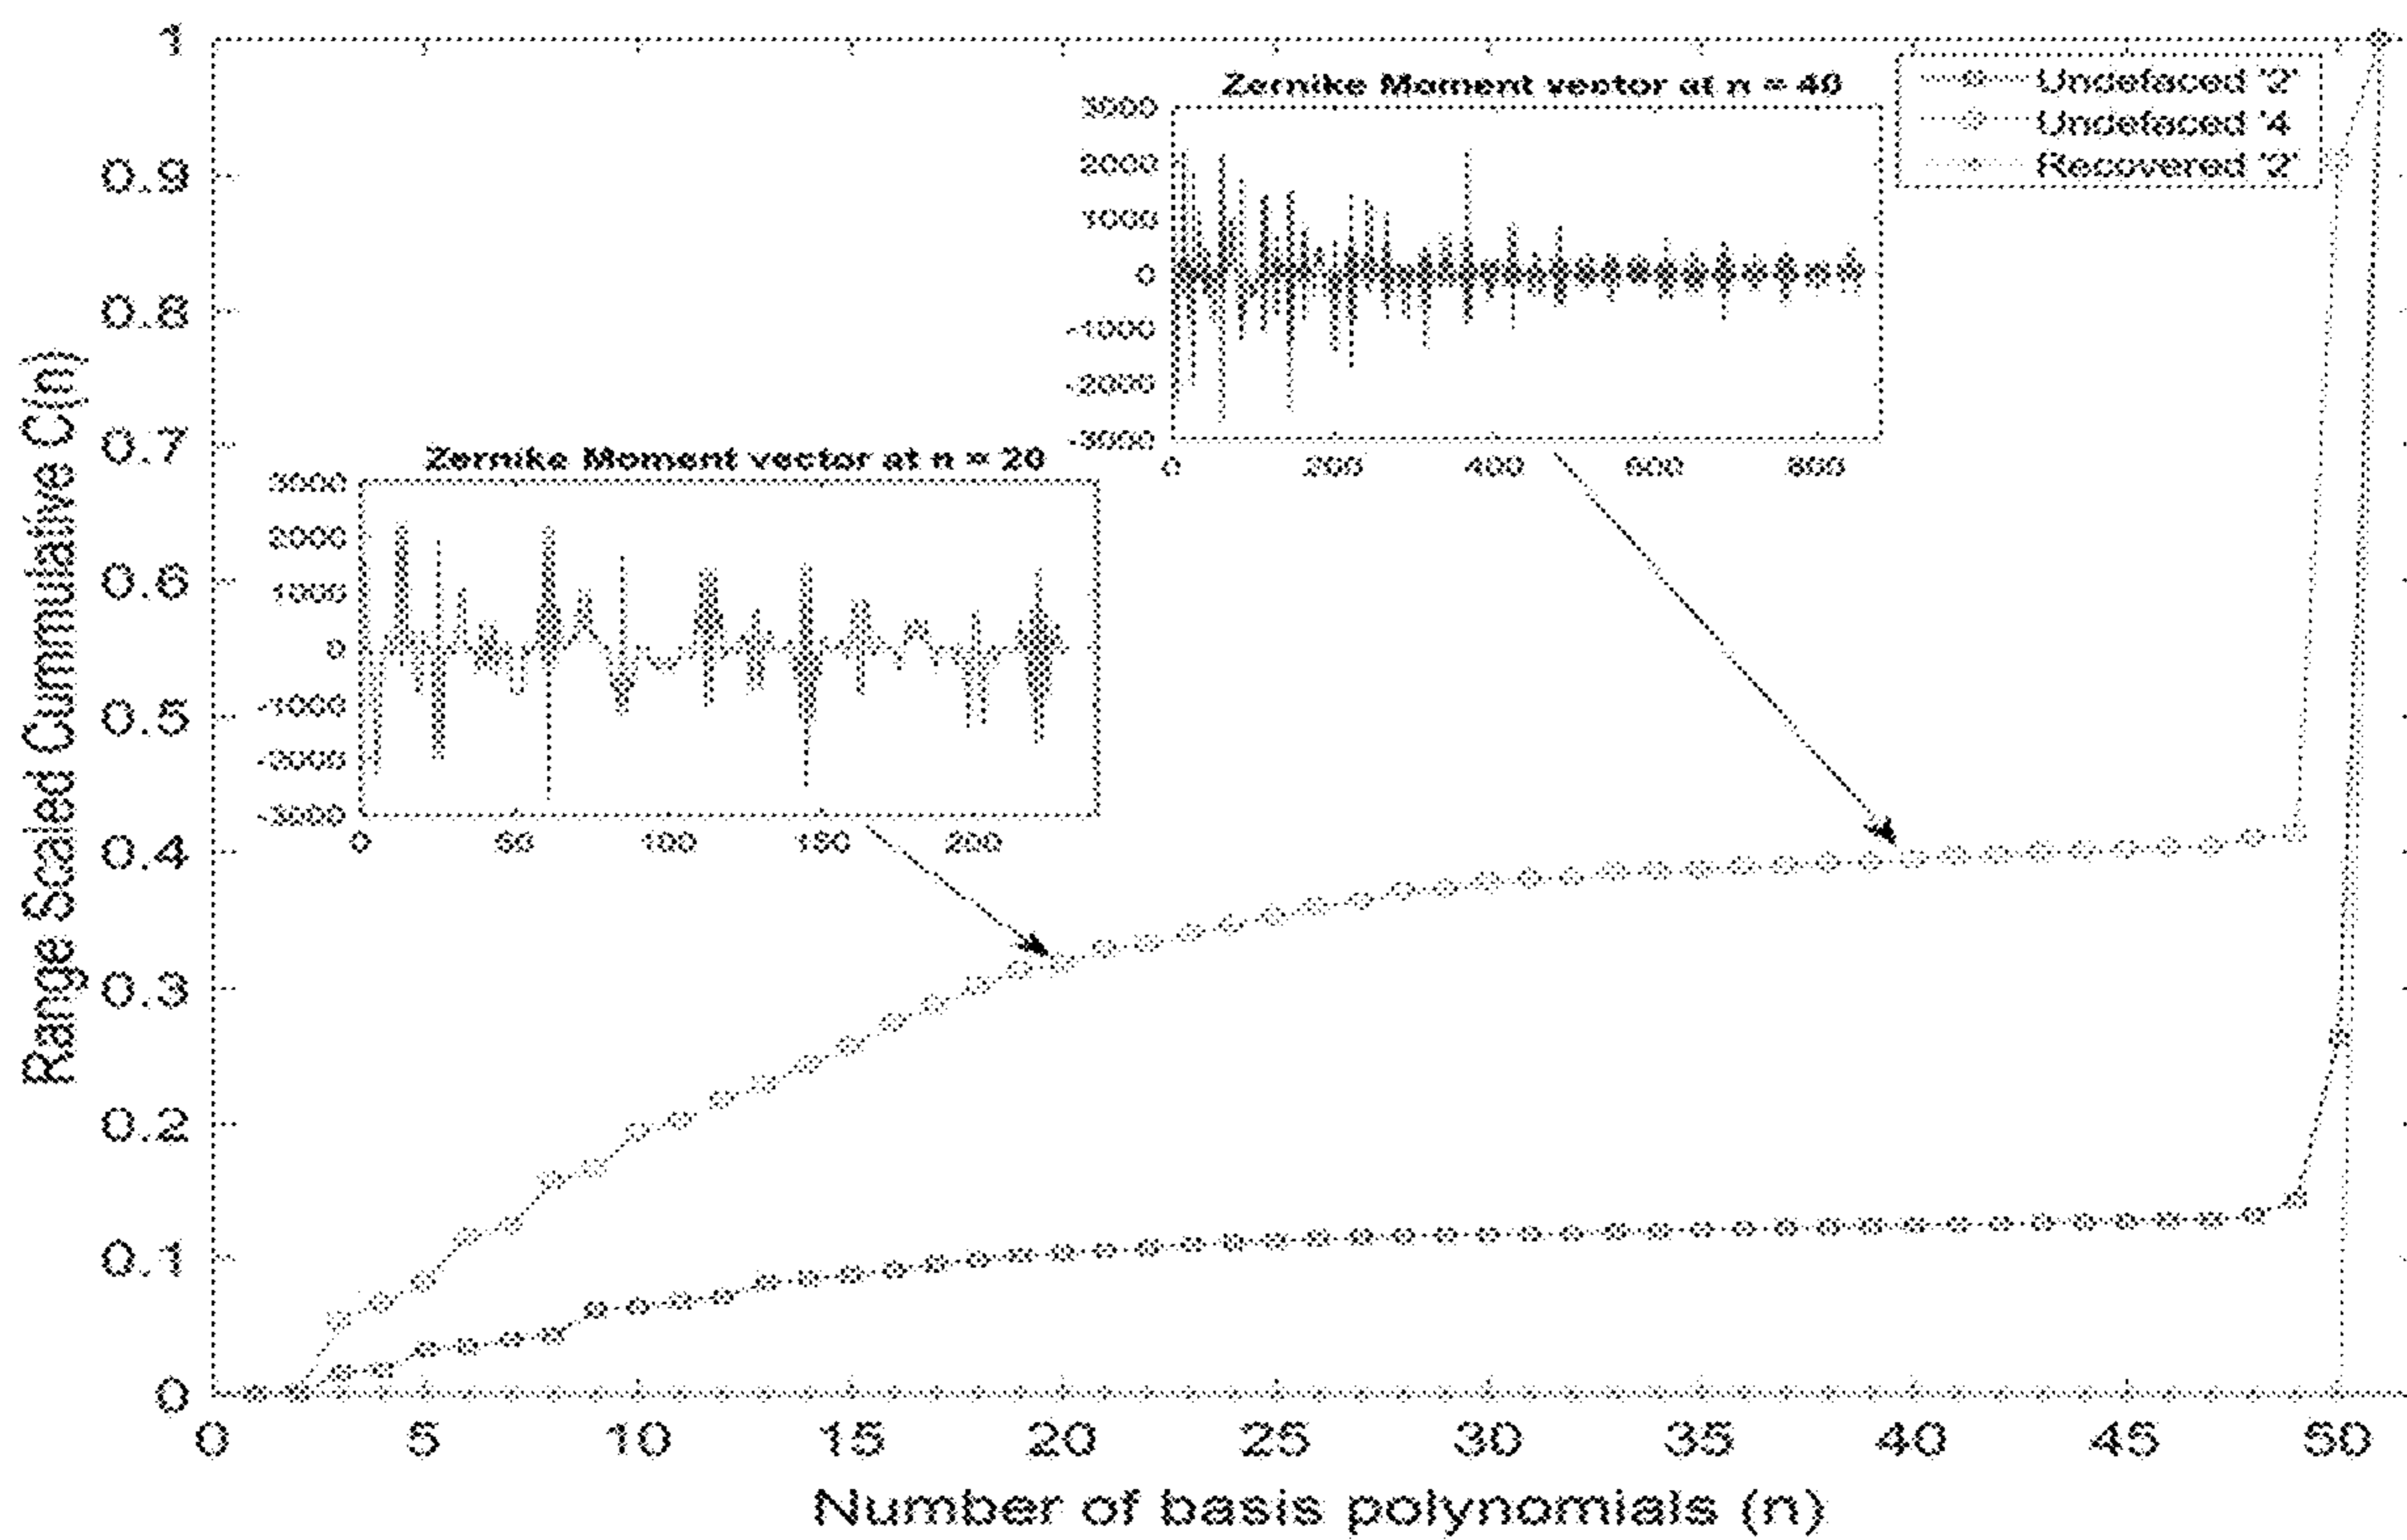 Range Scaled Cummulative C(n)
1
0.9
0.8
0.7
0.6
0.5
0.4
0.3
0.2
0.1
0
0 5 10 15 20 25 30 35 40 45 50
Number of basis polynomials (n)
Undefaced '2'
Undefaced '4
Recovered '2'
Zernike Moment vector at n = 40
3000
2000
1000
0
-1000
-2000
-3000
0 200 400 600 800
Zernike Moment vector at n = 20
3000
2000
1000
0
-1000
-2000
-3000
0 50 100 150 200